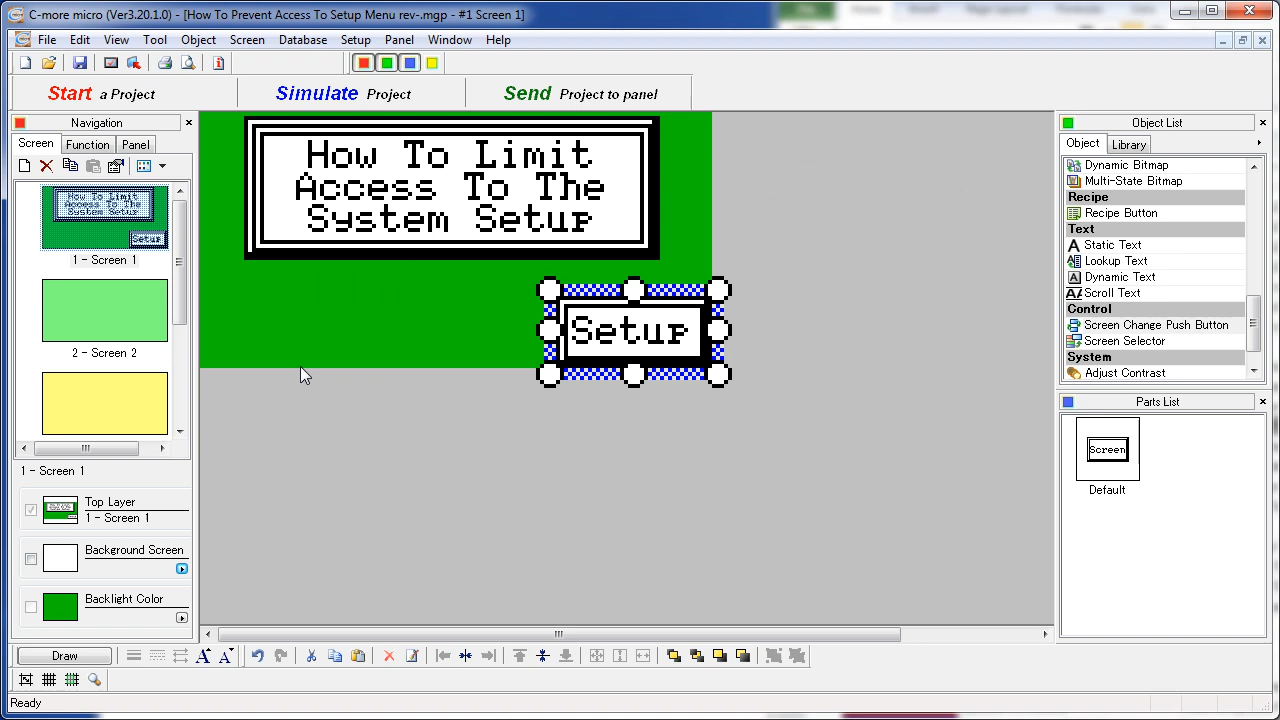 C-more micro (Ver3.20.1.0) - [How To Prevent Access To Setup Menu rev-.mgp - #1 Screen 1]
File Edit View Tool Object Screen Database Setup Panel Window Help
Start a Project Simulate Project Send Project to panel
Navigation
Screen Function Panel
How To Limit
Access To The
System Setup
Setup
1 - Screen 1
2 - Screen 2
1 - Screen 1
Top Layer
1 - Screen 1
Background Screen
Backlight Color
How To Limit
Access To The
System Setup
Setup
Object List
Object Library
Dynamic Bitmap
Multi-State Bitmap
Recipe
Recipe Button
Text
Static Text
Lookup Text
Dynamic Text
Scroll Text
Control
Screen Change Push Button
Screen Selector
System
Adjust Contrast
Parts List
Screen
Default
Draw
Ready